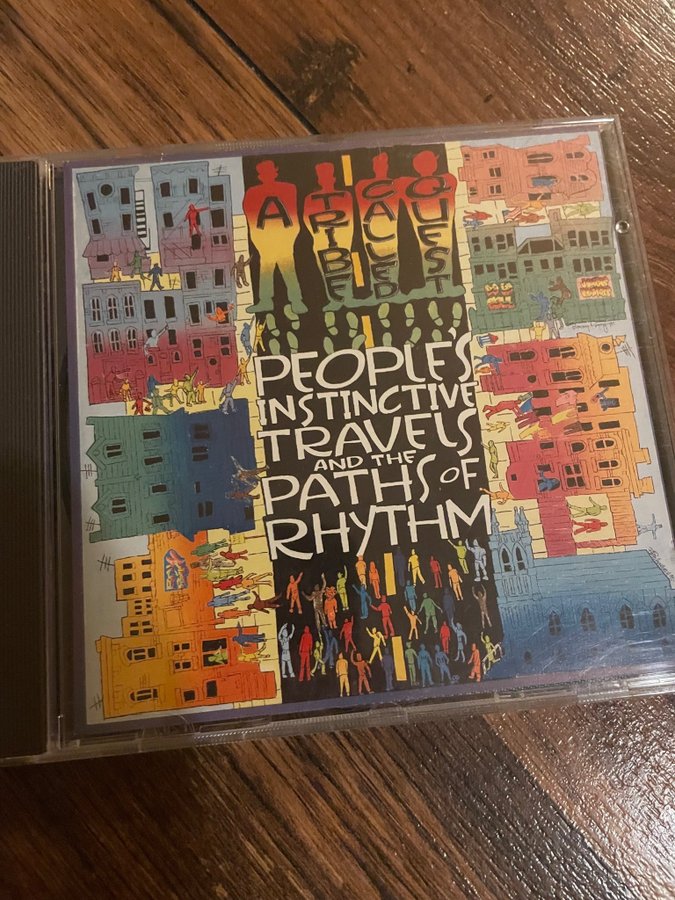 A TRIBE CALLED QUEST
PEOPLE'S
INSTINCTIVE
TRAVELS
AND THE
PATHS OF
RHYTHM